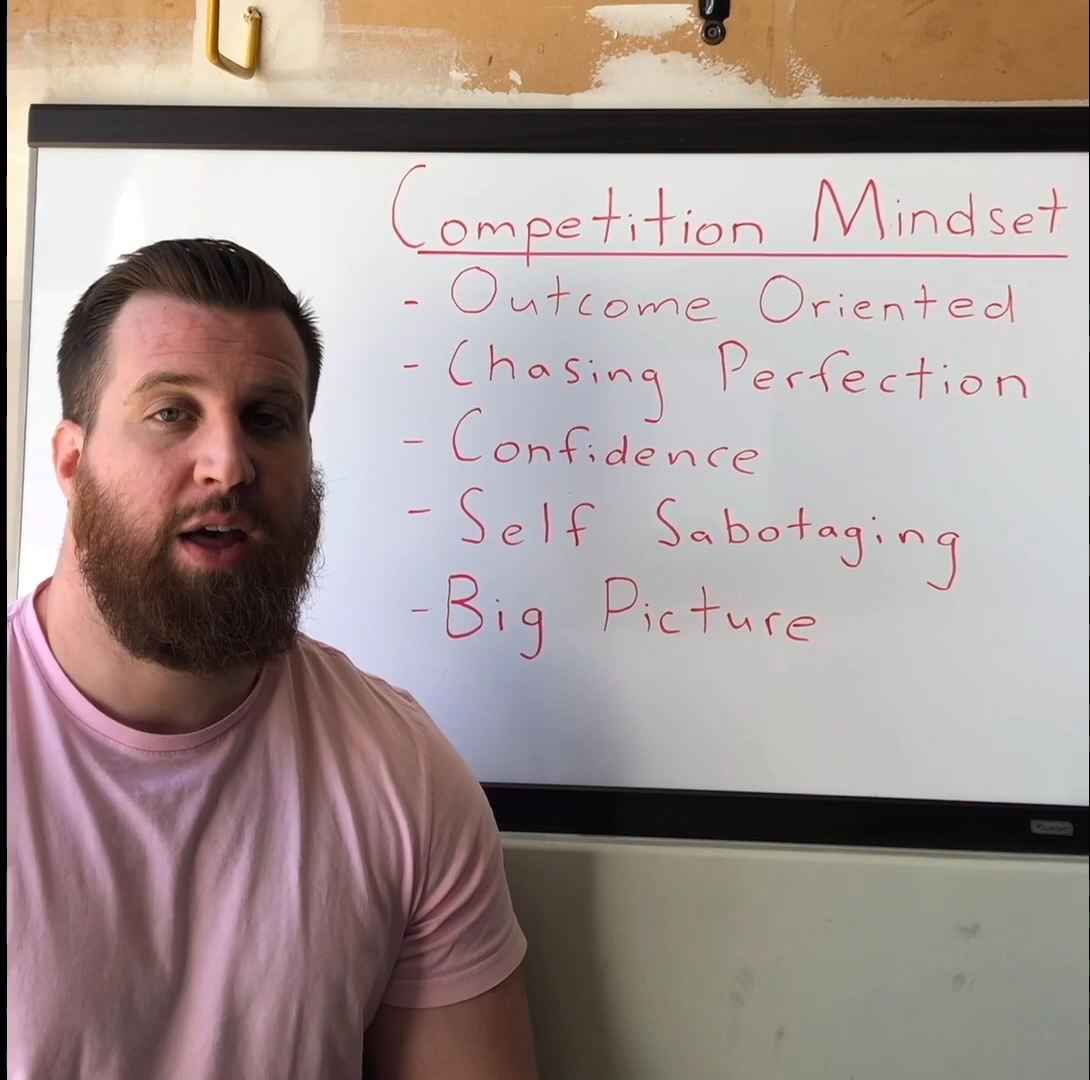 Competition Mindset
- Outcome Oriented
- Chasing Perfection
- Confidence
- Self Sabotaging
- Big Picture